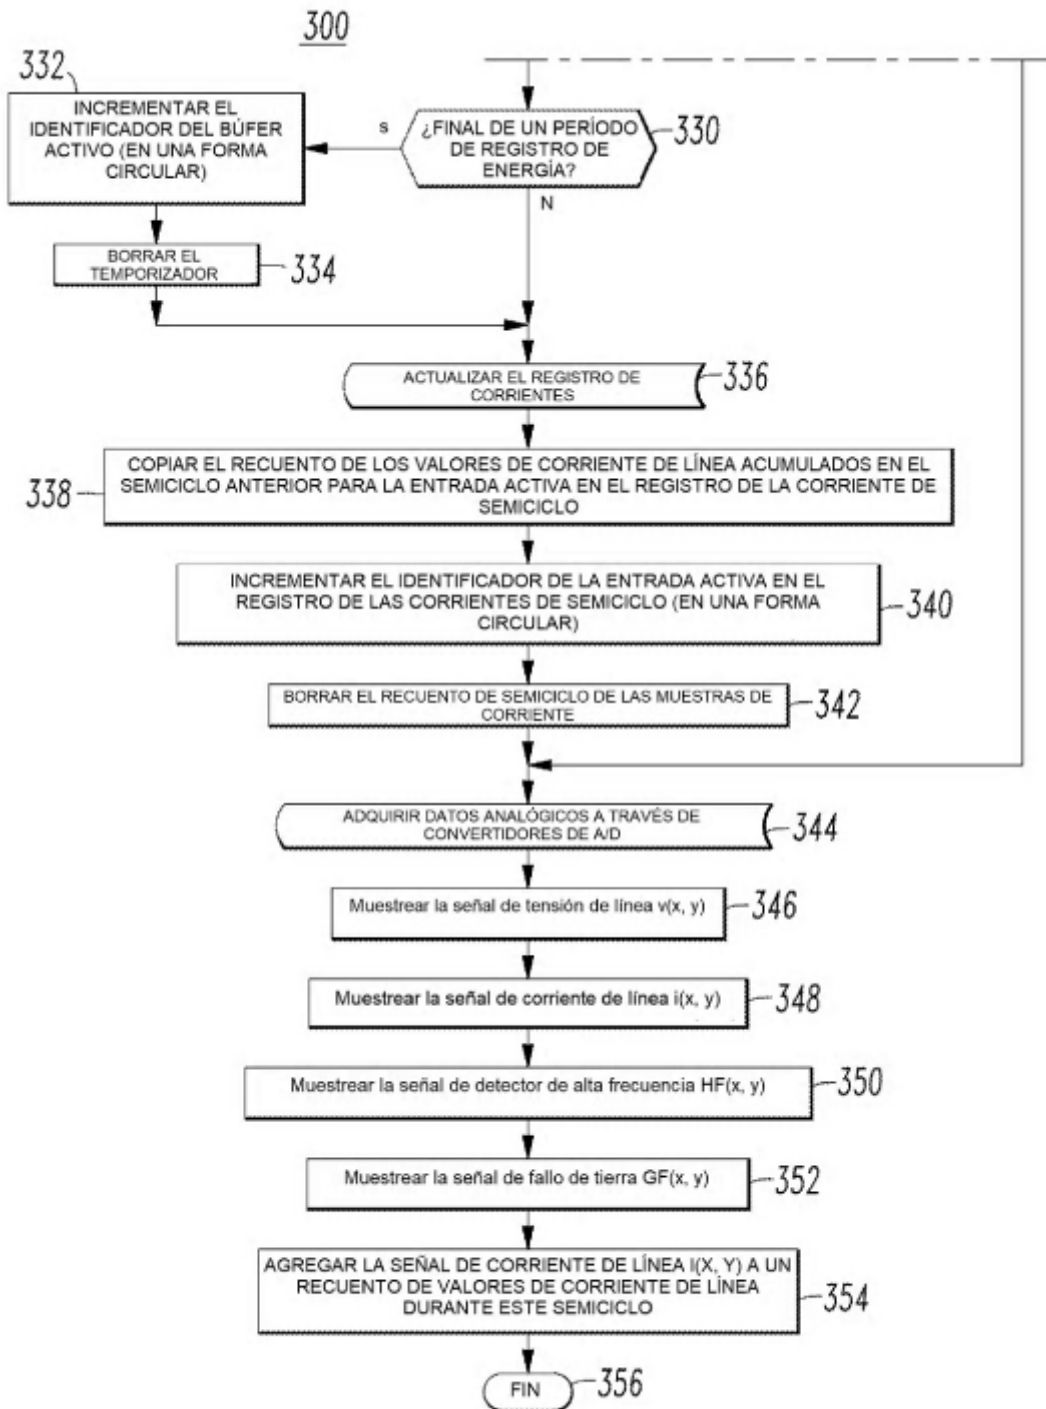 300
332
INCREMENTAR EL
IDENTIFICADOR DEL BÚFER
ACTIVO (EN UNA FORMA
CIRCULAR)
s
¿FINAL DE UN PERÍODO
DE REGISTRO DE
ENERGÍA?
330
N
BORRAR EL
TEMPORIZADOR
334
ACTUALIZAR EL REGISTRO DE
CORRIENTES
336
338
COPIAR EL RECUENTO DE LOS VALORES DE CORRIENTE DE LÍNEA ACUMULADOS EN EL
SEMICICLO ANTERIOR PARA LA ENTRADA ACTIVA EN EL REGISTRO DE LA CORRIENTE DE
SEMICICLO
INCREMENTAR EL IDENTIFICADOR DE LA ENTRADA ACTIVA EN EL
REGISTRO DE LAS CORRIENTES DE SEMICICLO (EN UNA FORMA
CIRCULAR)
340
BORRAR EL RECUENTO DE SEMICICLO DE LAS MUESTRAS DE
CORRIENTE
342
ADQUIRIR DATOS ANALÓGICOS A TRAVÉS DE
CONVERTIDORES DE A/D
344
Muestrear la señal de tensión de línea v(x, y)
346
Muestrear la señal de corriente de línea i(x, y)
348
Muestrear la señal de detector de alta frecuencia HF(x, y)
350
Muestrear la señal de fallo de tierra GF(x, y)
352
AGREGAR LA SEÑAL DE CORRIENTE DE LÍNEA I(X, Y) A UN
RECUENTO DE VALORES DE CORRIENTE DE LÍNEA
DURANTE ESTE SEMICICLO
354
FIN
356